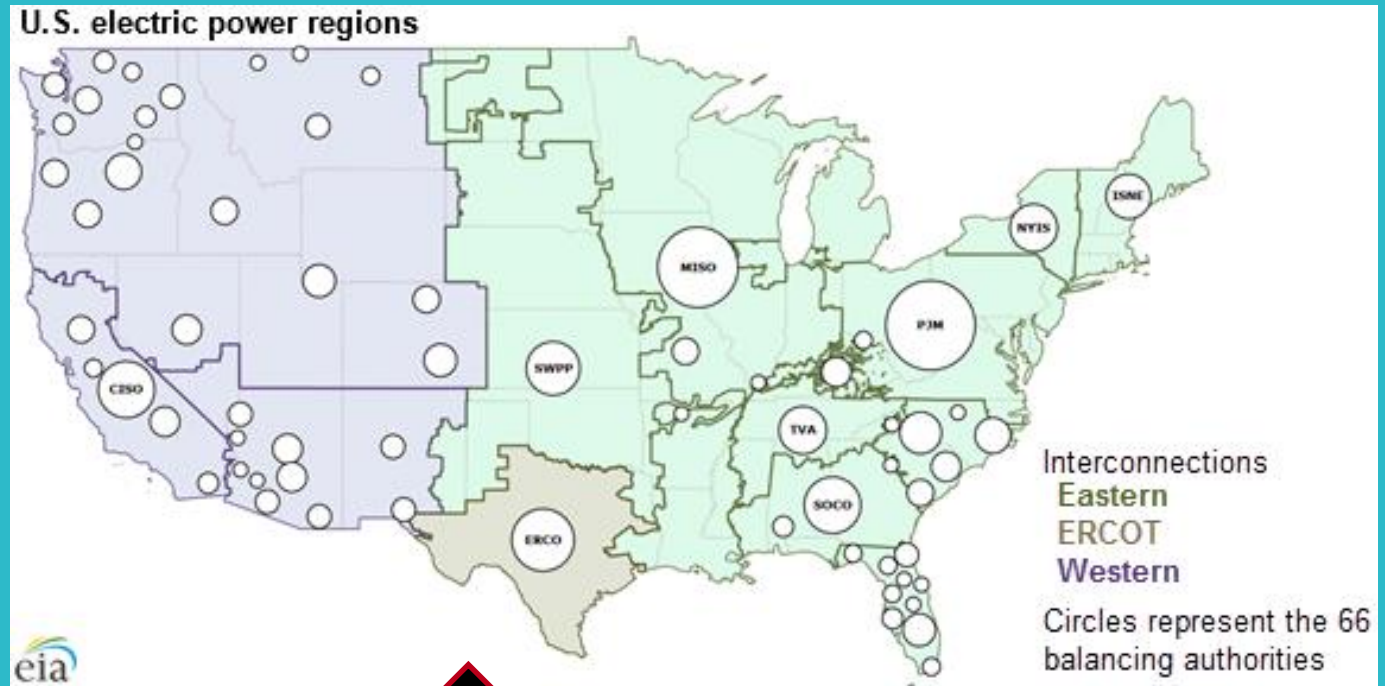 U.S. electric power regions
ISNE
NYIS
MISO
PJM
SWPP
CISO
TVA
SOCO
ERCO
Interconnections
Eastern
ERCOT
Western
Circles represent the 66
balancing authorities
eia